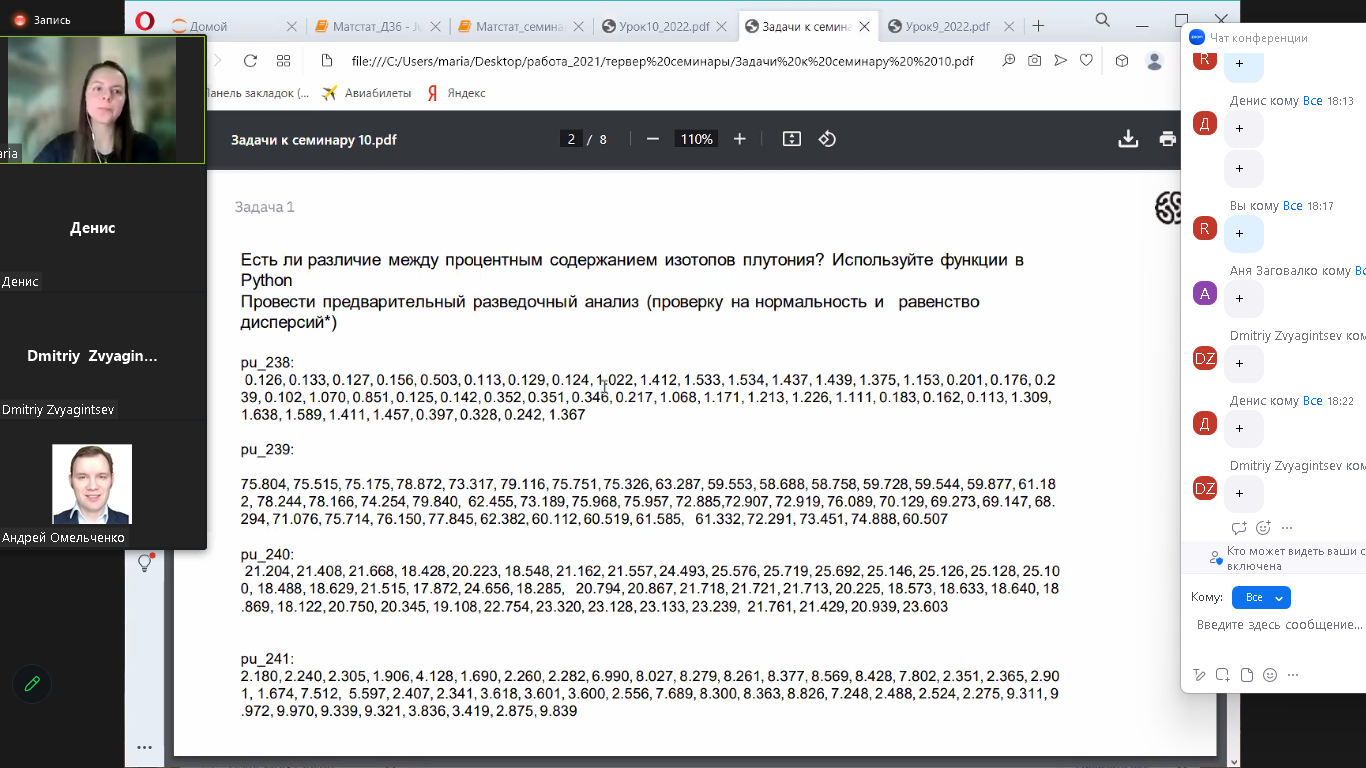 Запись
Домой
Матстат_ДЗ6 - Ju
Матстат_семина
Урок10_2022.pdf
Задачи к семина
Урок9_2022.pdf
file:///C:/Users/maria/Desktop/работа_2021/тервер%20семинары/Задачи%20к%20семинару%20%2010.pdf
Панель закладок (...
Авиабилеты
Яндекс
Задачи к семинару 10.pdf
2 / 8
110%
aria
Денис
Денис
Dmitriy Zvyagin...
Dmitriy Zvyagintsev
Андрей Омельченко
Задача 1
Есть ли различие между процентным содержанием изотопов плутония? Используйте функции в
Python
Провести предварительный разведочный анализ (проверку на нормальность и равенство
дисперсий*)
pu_238:
0.126, 0.133, 0.127, 0.156, 0.503, 0.113, 0.129, 0.124, 1.022, 1.412, 1.533, 1.534, 1.437, 1.439, 1.375, 1.153, 0.201, 0.176, 0.2
39, 0.102, 1.070, 0.851, 0.125, 0.142, 0.352, 0.351, 0.346, 0.217, 1.068, 1.171, 1.213, 1.226, 1.111, 0.183, 0.162, 0.113, 1.309,
1.638, 1.589, 1.411, 1.457, 0.397, 0.328, 0.242, 1.367
pu_239:
75.804, 75.515, 75.175, 78.872, 73.317, 79.116, 75.751, 75.326, 63.287, 59.553, 58.688, 58.758, 59.728, 59.544, 59.877, 61.18
2, 78.244, 78.166, 74.254, 79.840, 62.455, 73.189, 75.968, 75.957, 72.885, 72.907, 72.919, 76.089, 70.129, 69.273, 69.147, 68.
294, 71.076, 75.714, 76.150, 77.845, 62.382, 60.112, 60.519, 61.585, 61.332, 72.291, 73.451, 74.888, 60.507
pu_240:
21.204, 21.408, 21.668, 18.428, 20.223, 18.548, 21.162, 21.557, 24.493, 25.576, 25.719, 25.692, 25.146, 25.126, 25.128, 25.10
0, 18.488, 18.629, 21.515, 17.872, 24.656, 18.285, 20.794, 20.867, 21.718, 21.721, 21.713, 20.225, 18.573, 18.633, 18.640, 18
.869, 18.122, 20.750, 20.345, 19.108, 22.754, 23.320, 23.128, 23.133, 23.239, 21.761, 21.429, 20.939, 23.603
pu_241:
2.180, 2.240, 2.305, 1.906, 4.128, 1.690, 2.260, 2.282, 6.990, 8.027, 8.279, 8.261, 8.377, 8.569, 8.428, 7.802, 2.351, 2.365, 2.90
1, 1.674, 7.512, 5.597, 2.407, 2.341, 3.618, 3.601, 3.600, 2.556, 7.689, 8.300, 8.363, 8.826, 7.248, 2.488, 2.524, 2.275, 9.311, 9
.972, 9.970, 9.339, 9.321, 3.836, 3.419, 2.875, 9.839
Чат конференции
R
+
Денис кому Все 18:13
Д
+
+
Вы кому Все 18:17
R
+
Аня Заговалко кому Вс
А
+
Dmitriy Zvyagintsev ком
DZ
+
Денис кому Все 18:22
Д
+
Dmitriy Zvyagintsev ком
DZ
+
Кто может видеть ваши с
включена
Кому:
Все
Введите здесь сообщение...